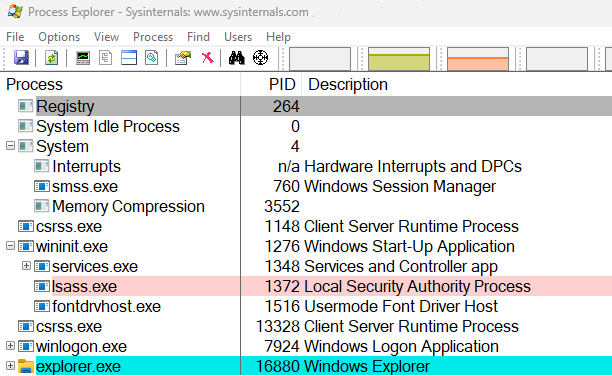 Process Explorer - Sysinternals: www.sysinternals.com
File Options View Process Find Users Help
Process PID Description
Registry 264
System Idle Process 0
System 4
Interrupts n/a Hardware Interrupts and DPCs
smss.exe 760 Windows Session Manager
Memory Compression 3552
csrss.exe 1148 Client Server Runtime Process
wininit.exe 1276 Windows Start-Up Application
services.exe 1348 Services and Controller app
lsass.exe 1372 Local Security Authority Process
fontdrvhost.exe 1516 Usermode Font Driver Host
csrss.exe 13328 Client Server Runtime Process
winlogon.exe 7924 Windows Logon Application
explorer.exe 16880 Windows Explorer